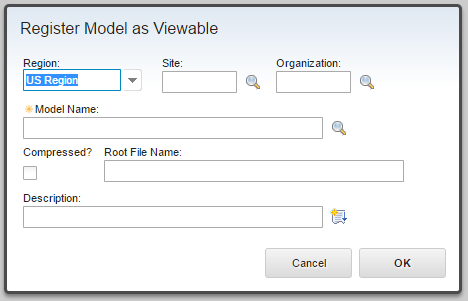 Register Model as Viewable
Region: Site: Organization:
US Region
Model Name:
Compressed? Root File Name:
Description:
Cancel OK